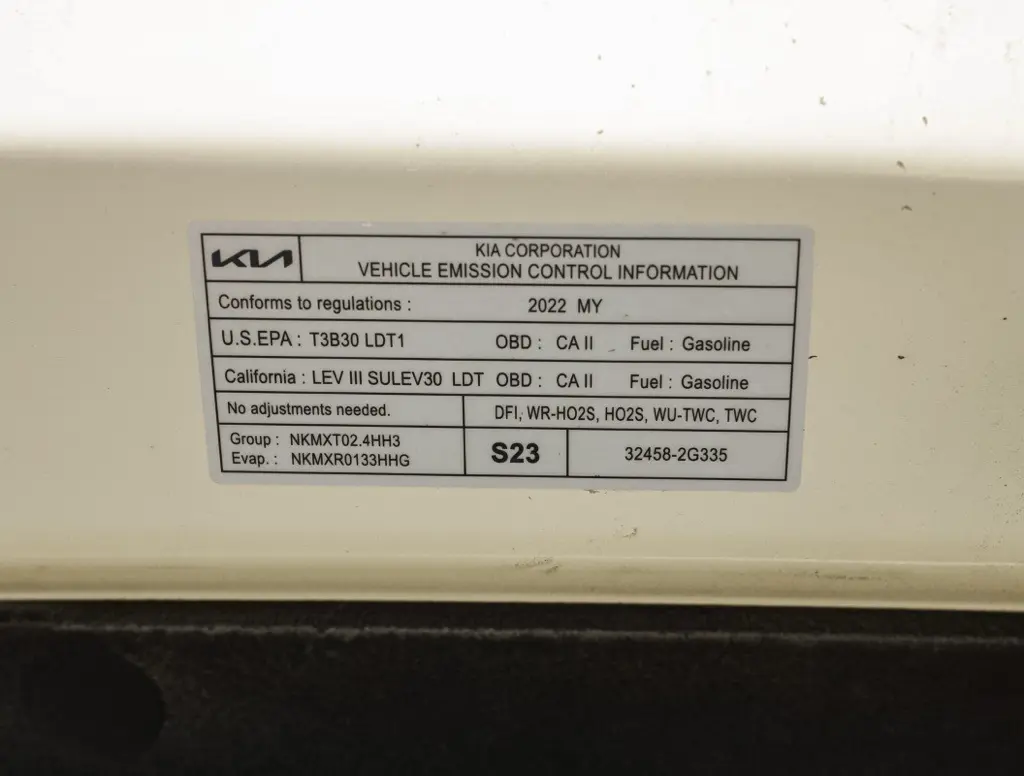 KIA
KIA CORPORATION
VEHICLE EMISSION CONTROL INFORMATION
Conforms to regulations : 2022 MY
U.S.EPA : T3B30 LDT1 OBD : CA II Fuel : Gasoline
California : LEV III SULEV30 LDT OBD : CA II Fuel : Gasoline
No adjustments needed. DFI, WR-HO2S, HO2S, WU-TWC, TWC
Group : NKMXT02.4HH3
Evap. : NKMXR0133HHG
S23 32458-2G335